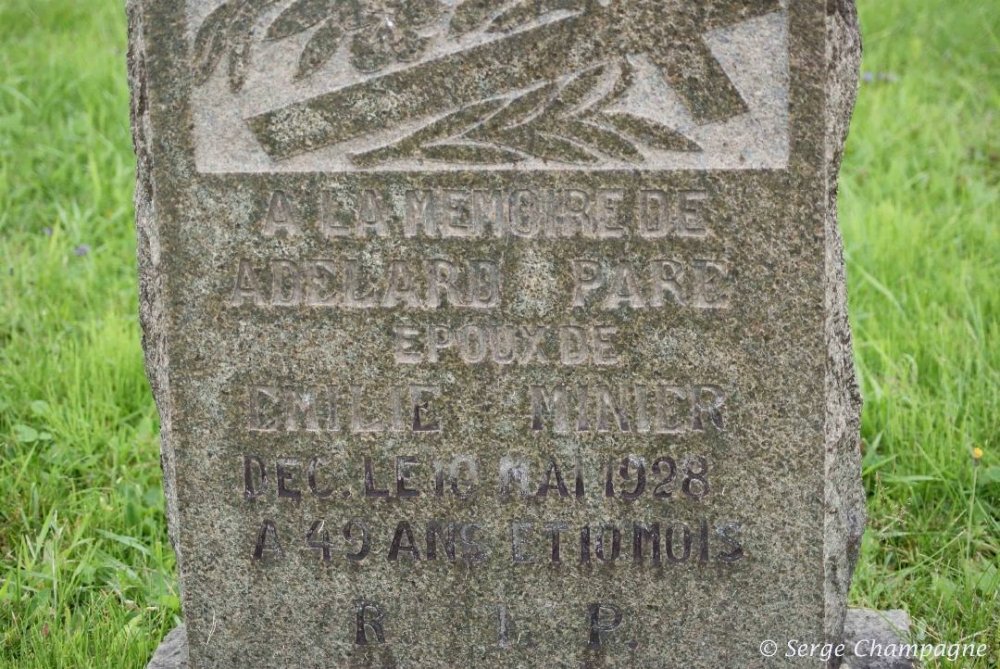 A LA MEMOIRE DE
ADELARD PARE
EPOUX DE
EMILIE MINIER
DEC. LE 10 MAI 1928
A 49 ANS ET 10 MOIS
R. I. P.
© Serge Champagne